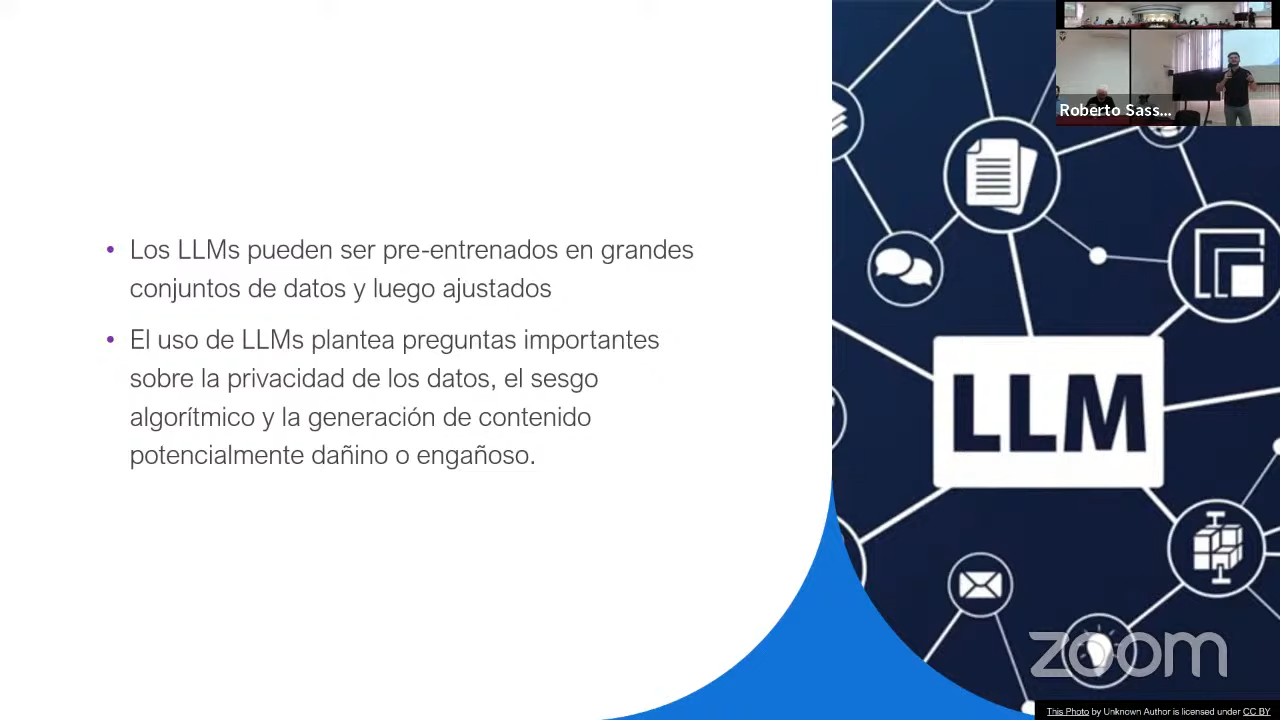 • Los LLMs pueden ser pre-entrenados en grandes
conjuntos de datos y luego ajustados
• El uso de LLMs plantea preguntas importantes
sobre la privacidad de los datos, el sesgo
algorítmico y la generación de contenido
potencialmente dañino o engañoso.
Roberto Sass...
LLM
zoom
This Photo by Unknown Author is licensed under CC BY